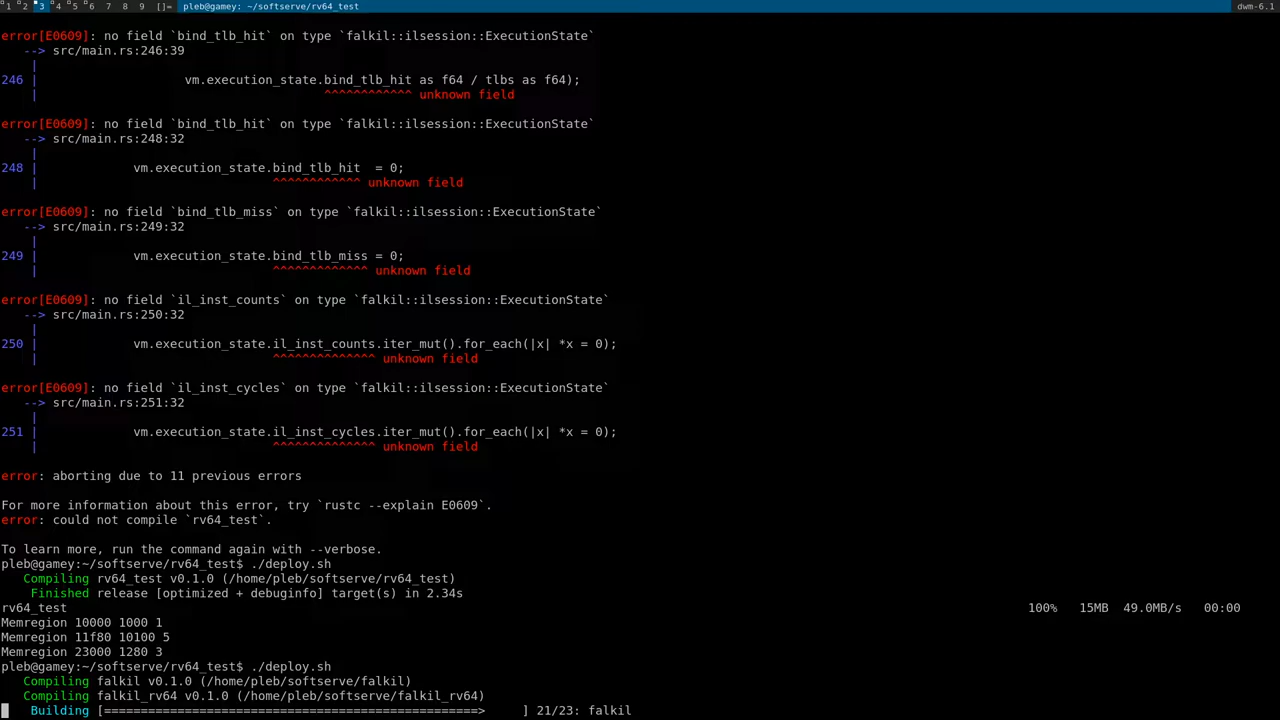 1 2 3 4 5 6 7 8 9 []= pleb@gamey: ~/softserve/rv64_test dwm-6.1
error[E0609]: no field `bind_tlb_hit` on type `falkil::ilsession::ExecutionState`
--> src/main.rs:246:39
|
246 | vm.execution_state.bind_tlb_hit as f64 / tlbs as f64);
| ^^^^^^^^^^^^ unknown field
error[E0609]: no field `bind_tlb_hit` on type `falkil::ilsession::ExecutionState`
--> src/main.rs:248:32
|
248 | vm.execution_state.bind_tlb_hit  = 0;
| ^^^^^^^^^^^^ unknown field
error[E0609]: no field `bind_tlb_miss` on type `falkil::ilsession::ExecutionState`
--> src/main.rs:249:32
|
249 | vm.execution_state.bind_tlb_miss = 0;
| ^^^^^^^^^^^^^ unknown field
error[E0609]: no field `il_inst_counts` on type `falkil::ilsession::ExecutionState`
--> src/main.rs:250:32
|
250 | vm.execution_state.il_inst_counts.iter_mut().for_each(|x| *x = 0);
| ^^^^^^^^^^^^^^ unknown field
error[E0609]: no field `il_inst_cycles` on type `falkil::ilsession::ExecutionState`
--> src/main.rs:251:32
|
251 | vm.execution_state.il_inst_cycles.iter_mut().for_each(|x| *x = 0);
| ^^^^^^^^^^^^^^ unknown field
error: aborting due to 11 previous errors
For more information about this error, try `rustc --explain E0609`.
error: could not compile `rv64_test`.
To learn more, run the command again with --verbose.
pleb@gamey:~/softserve/rv64_test$ ./deploy.sh
Compiling rv64_test v0.1.0 (/home/pleb/softserve/rv64_test)
Finished release [optimized + debuginfo] target(s) in 2.34s
rv64_test 100% 15MB 49.0MB/s 00:00
Memregion 10000 1000 1
Memregion 11f80 10100 5
Memregion 23000 1280 3
pleb@gamey:~/softserve/rv64_test$ ./deploy.sh
Compiling falkil v0.1.0 (/home/pleb/softserve/falkil)
Compiling falkil_rv64 v0.1.0 (/home/pleb/softserve/falkil_rv64)
Building [===================================================> ] 21/23: falkil